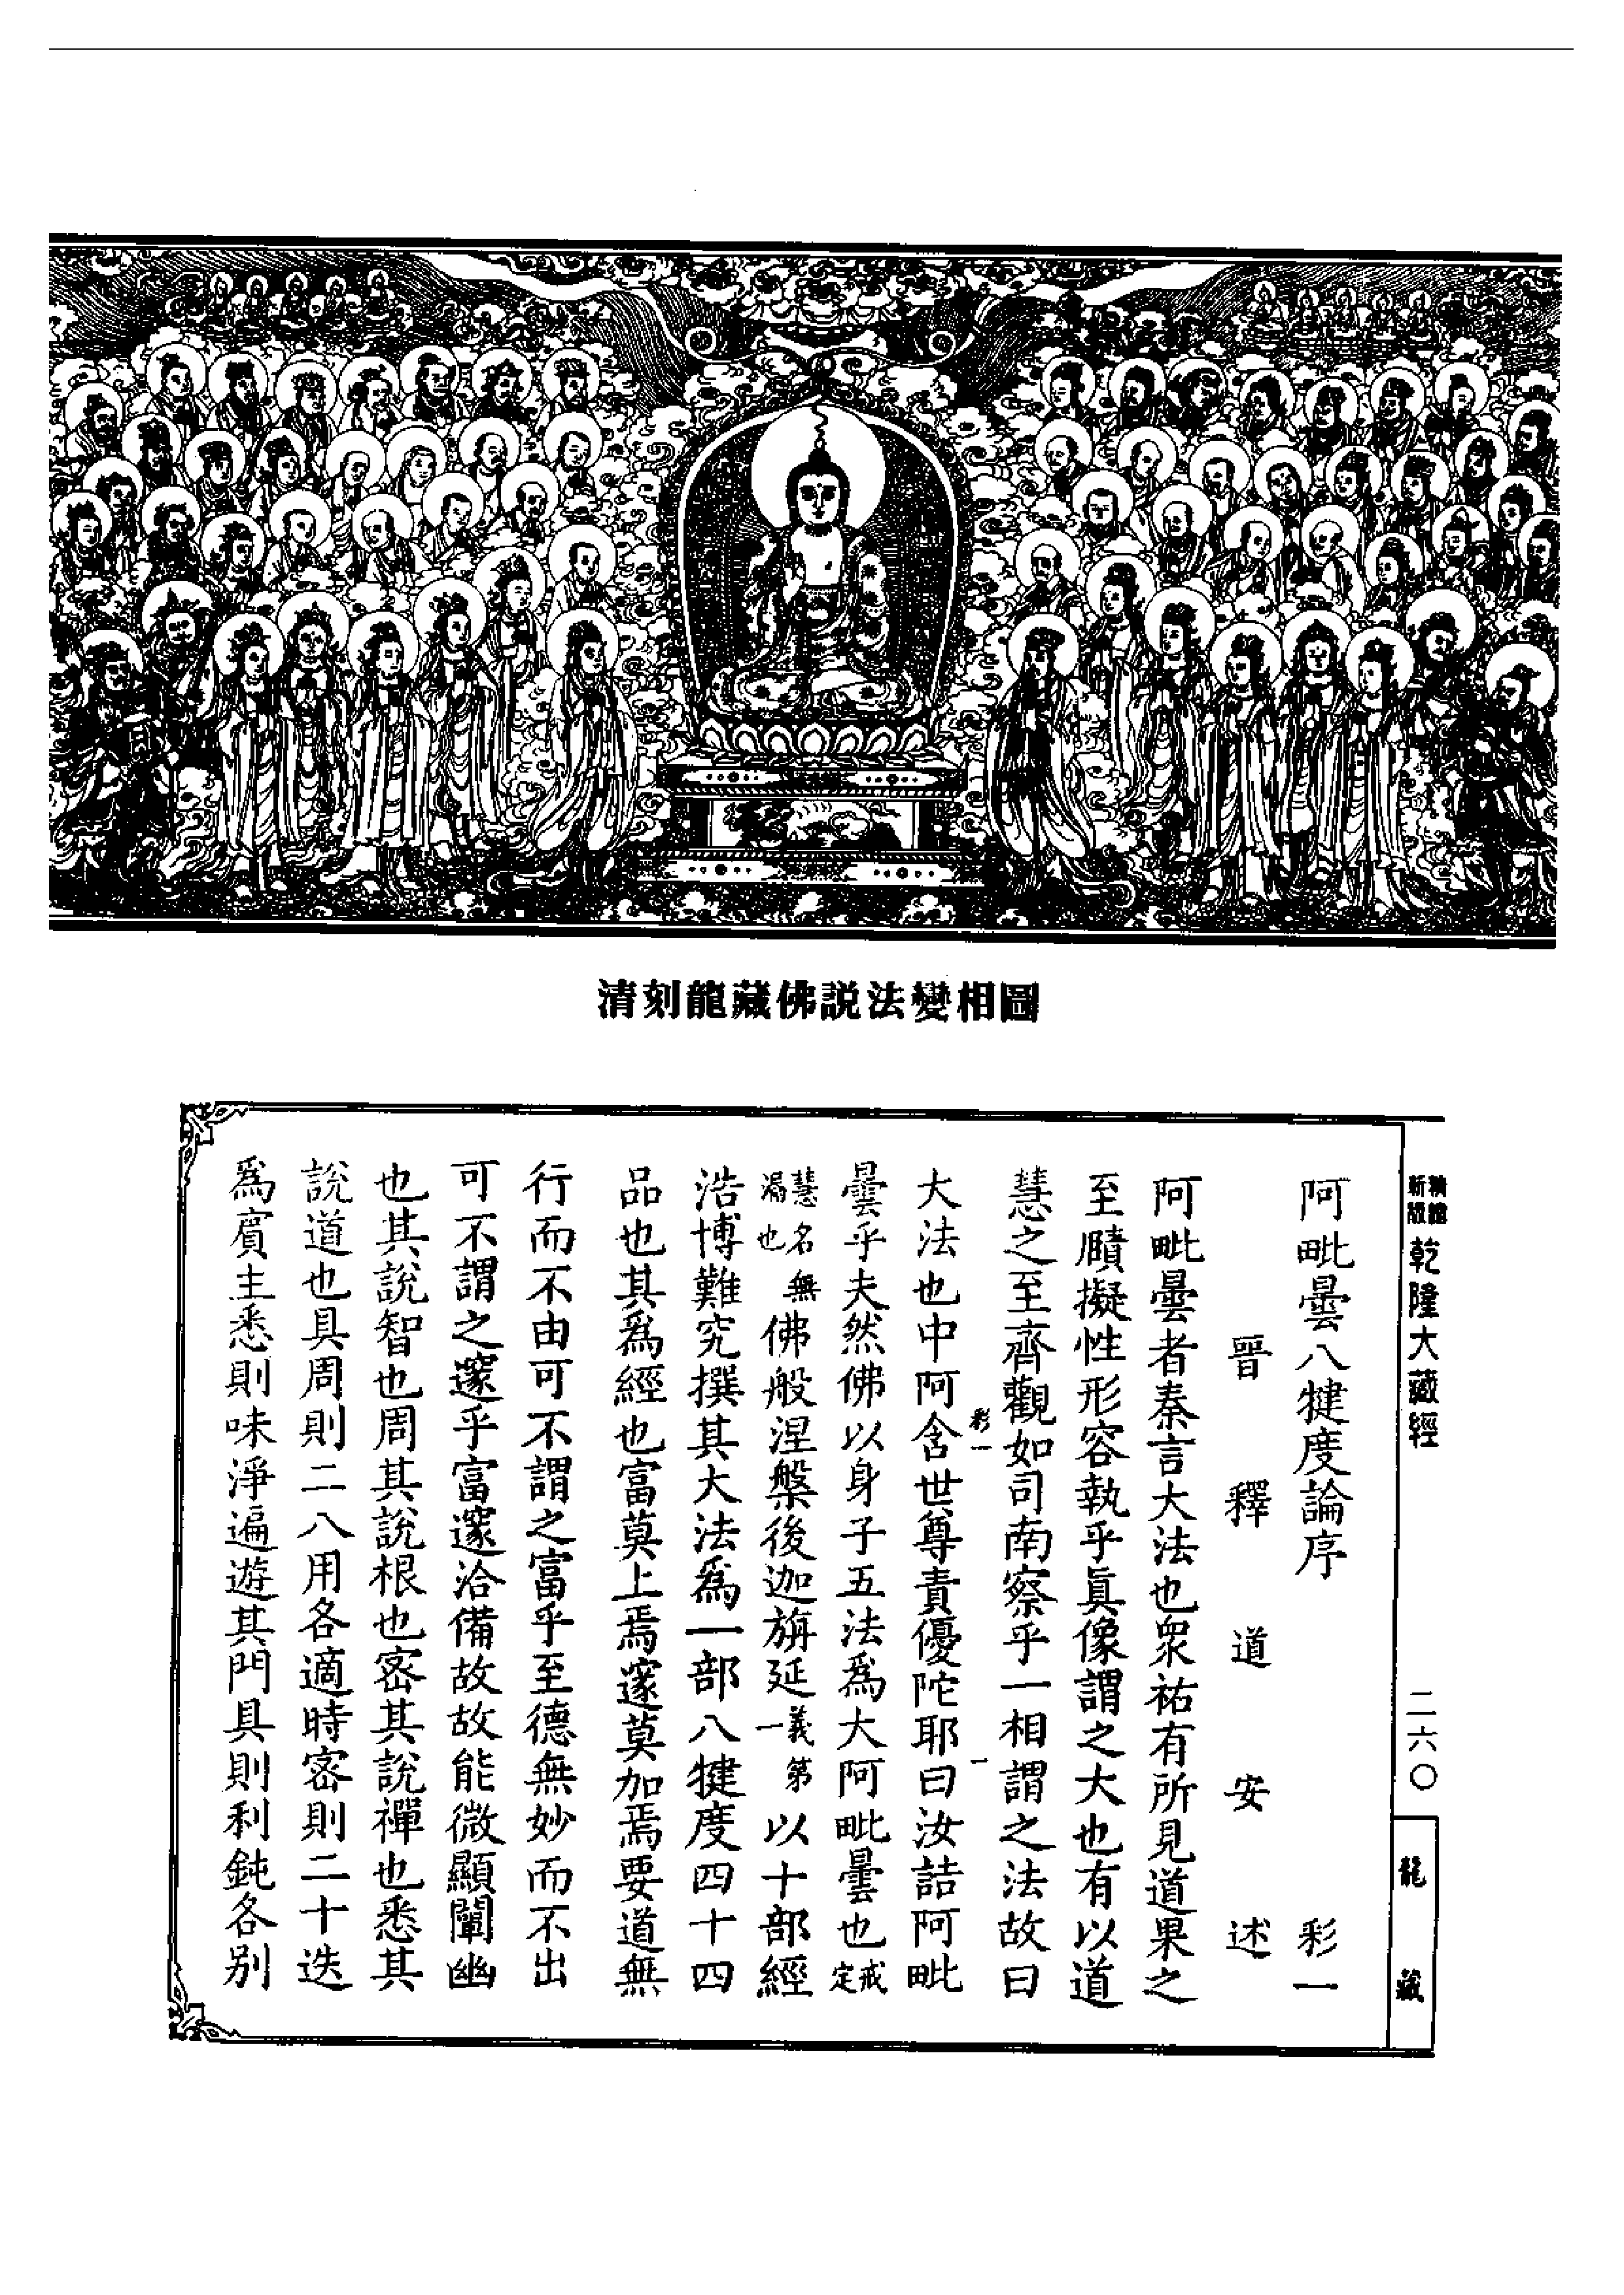 清刻龍藏佛説法變相圖
新版
精縮
乾隆大藏經
二六〇
龍藏
阿毗曇八犍度論序 彩一
晉釋道安述
阿毗曇者秦言大法也衆祐有所見道果之
至賾擬性形容執乎眞像謂之大也有以道
慧之至齊觀如司南察乎一相謂之法故曰
彩一 一
大法也中阿含世尊責優陀耶曰汝詰阿毗
曇乎夫然佛以身子五法爲大阿毗曇也戒定
慧名無漏也佛般涅槃後迦旃延義第一以十部經
浩博難究撰其大法爲一部八犍度四十四
品也其爲經也富莫上焉邃莫加焉要道無
行而不由可不謂之富乎至德無妙而不出
可不謂之邃乎富邃洽備故故能微顯闡幽
也其說智也周其說根也密其說禪也悉其
說道也具周則二八用各適時密則二十迭
爲賓主悉則味淨遍遊其門具則利鈍各别